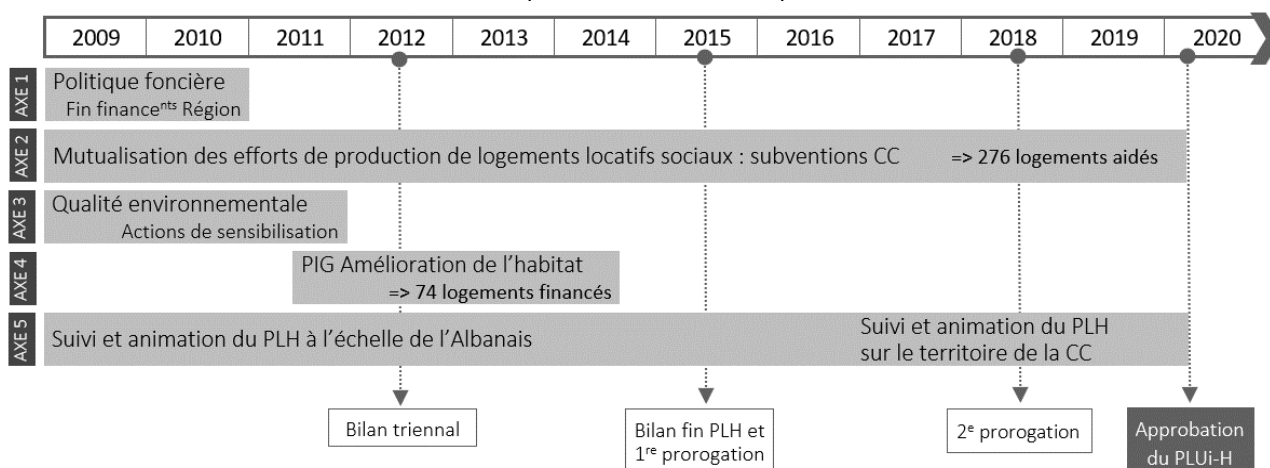 2009 2010 2011 2012 2013 2014 2015 2016 2017 2018 2019 2020
AXE 1
Politique foncière
Fin financeⁿᵗˢ Région
AXE 2
Mutualisation des efforts de production de logements locatifs sociaux : subventions CC => 276 logements aidés
AXE 3
Qualité environnementale
Actions de sensibilisation
AXE 4
PIG Amélioration de l'habitat
=> 74 logements financés
AXE 5
Suivi et animation du PLH à l'échelle de l'Albanais
Suivi et animation du PLH
sur le territoire de la CC
Bilan triennal
Bilan fin PLH et
1ʳᵉ prorogation
2ᵉ prorogation
Approbation
du PLUi-H